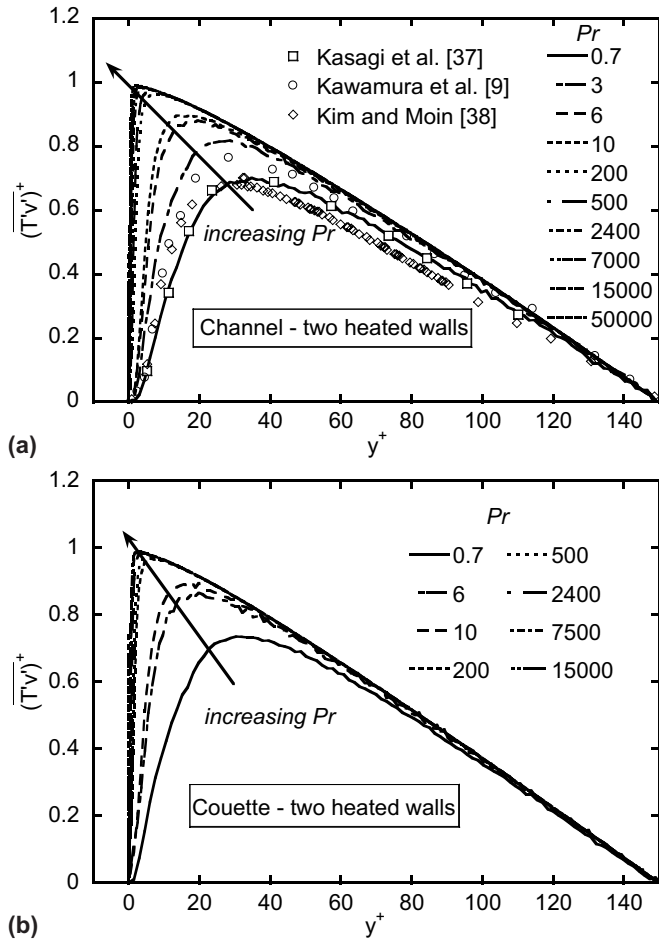 1.2
1
0.8
0.6
0.4
0.2
0
(T'v')+
Pr
Kasagi et al. [37]
Kawamura et al. [9]
Kim and Moin [38]
0.7
3
6
10
200
500
2400
7000
15000
50000
increasing Pr
Channel - two heated walls
0 20 40 60 80 100 120 140
(a)
y+
1.2
1
0.8
0.6
0.4
0.2
0
(T'v')+
Pr
0.7 500
6 2400
10 7500
200 15000
increasing Pr
Couette - two heated walls
0 20 40 60 80 100 120 140
(b)
y+